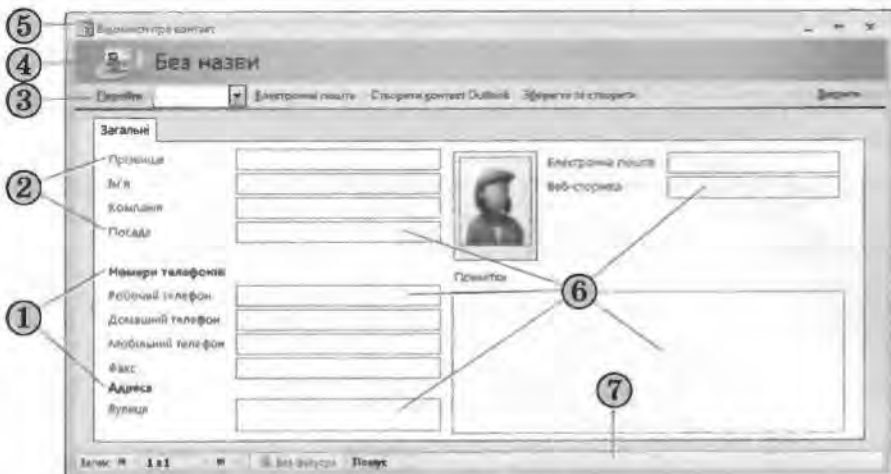 5 Відомості про контакт
4 Без назви
3 Перейти Електронна пошта Створити контакт Outlook Зберегти та створити Закрити
Загальні
2
Прізвище
Ім'я
Компанія
Посада
Електронна пошта
Веб-сторінка
1
Номери телефонів
Робочий телефон
Домашній телефон
Мобільний телефон
Факс
Адреса
Вулиця
6
Примітки
7
Запис: 1 з 1 Без фільтра Пошук